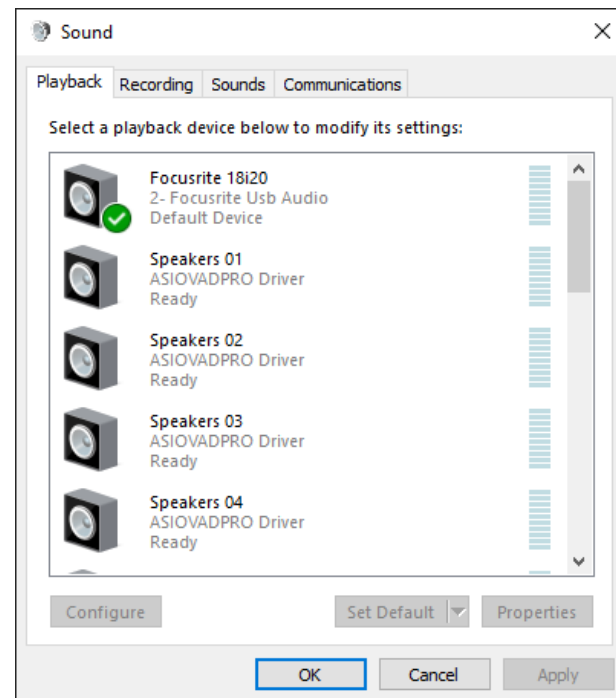 Sound
Playback Recording Sounds Communications
Select a playback device below to modify its settings:
Focusrite 18i20
2- Focusrite Usb Audio
Default Device
Speakers 01
ASIOVADPRO Driver
Ready
Speakers 02
ASIOVADPRO Driver
Ready
Speakers 03
ASIOVADPRO Driver
Ready
Speakers 04
ASIOVADPRO Driver
Ready
Configure Set Default Properties
OK Cancel Apply